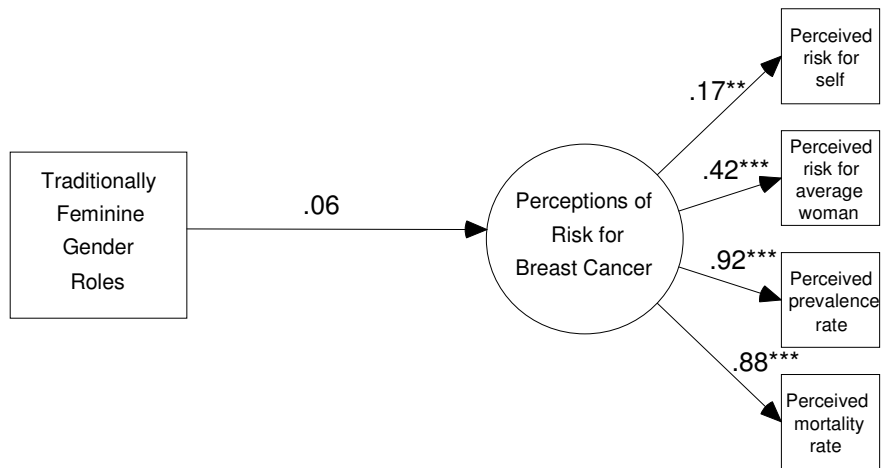 Traditionally
Feminine
Gender
Roles
.06
Perceptions of
Risk for
Breast Cancer
.17**
.42***
.92***
.88***
Perceived
risk for
self
Perceived
risk for
average
woman
Perceived
prevalence
rate
Perceived
mortality
rate